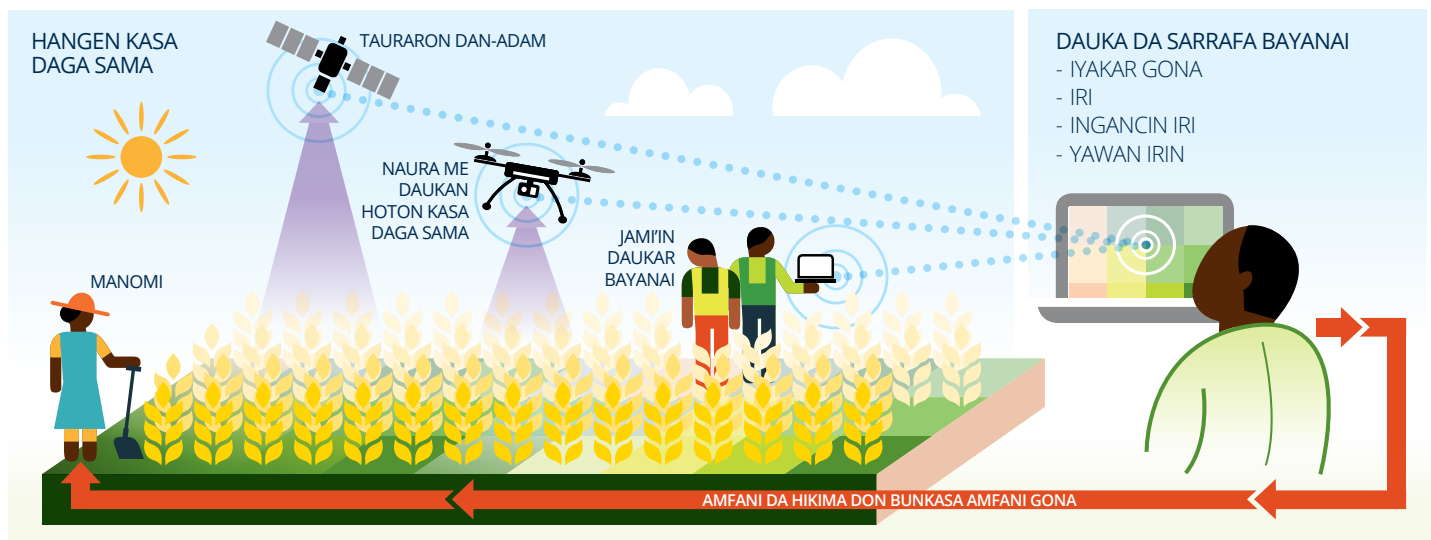 HANGEN KASA
DAGA SAMA
TAURARON DAN-ADAM
NAURA ME
DAUKAN
HOTON KASA
DAGA SAMA
JAMI'IN
DAUKAR
BAYANAI
MANOMI
DAUKA DA SARRAFA BAYANAI
- IYAKAR GONA
- IRI
- INGANCIN IRI
- YAWAN IRIN
AMFANI DA HIKIMA DON BUNKASA AMFANI GONA